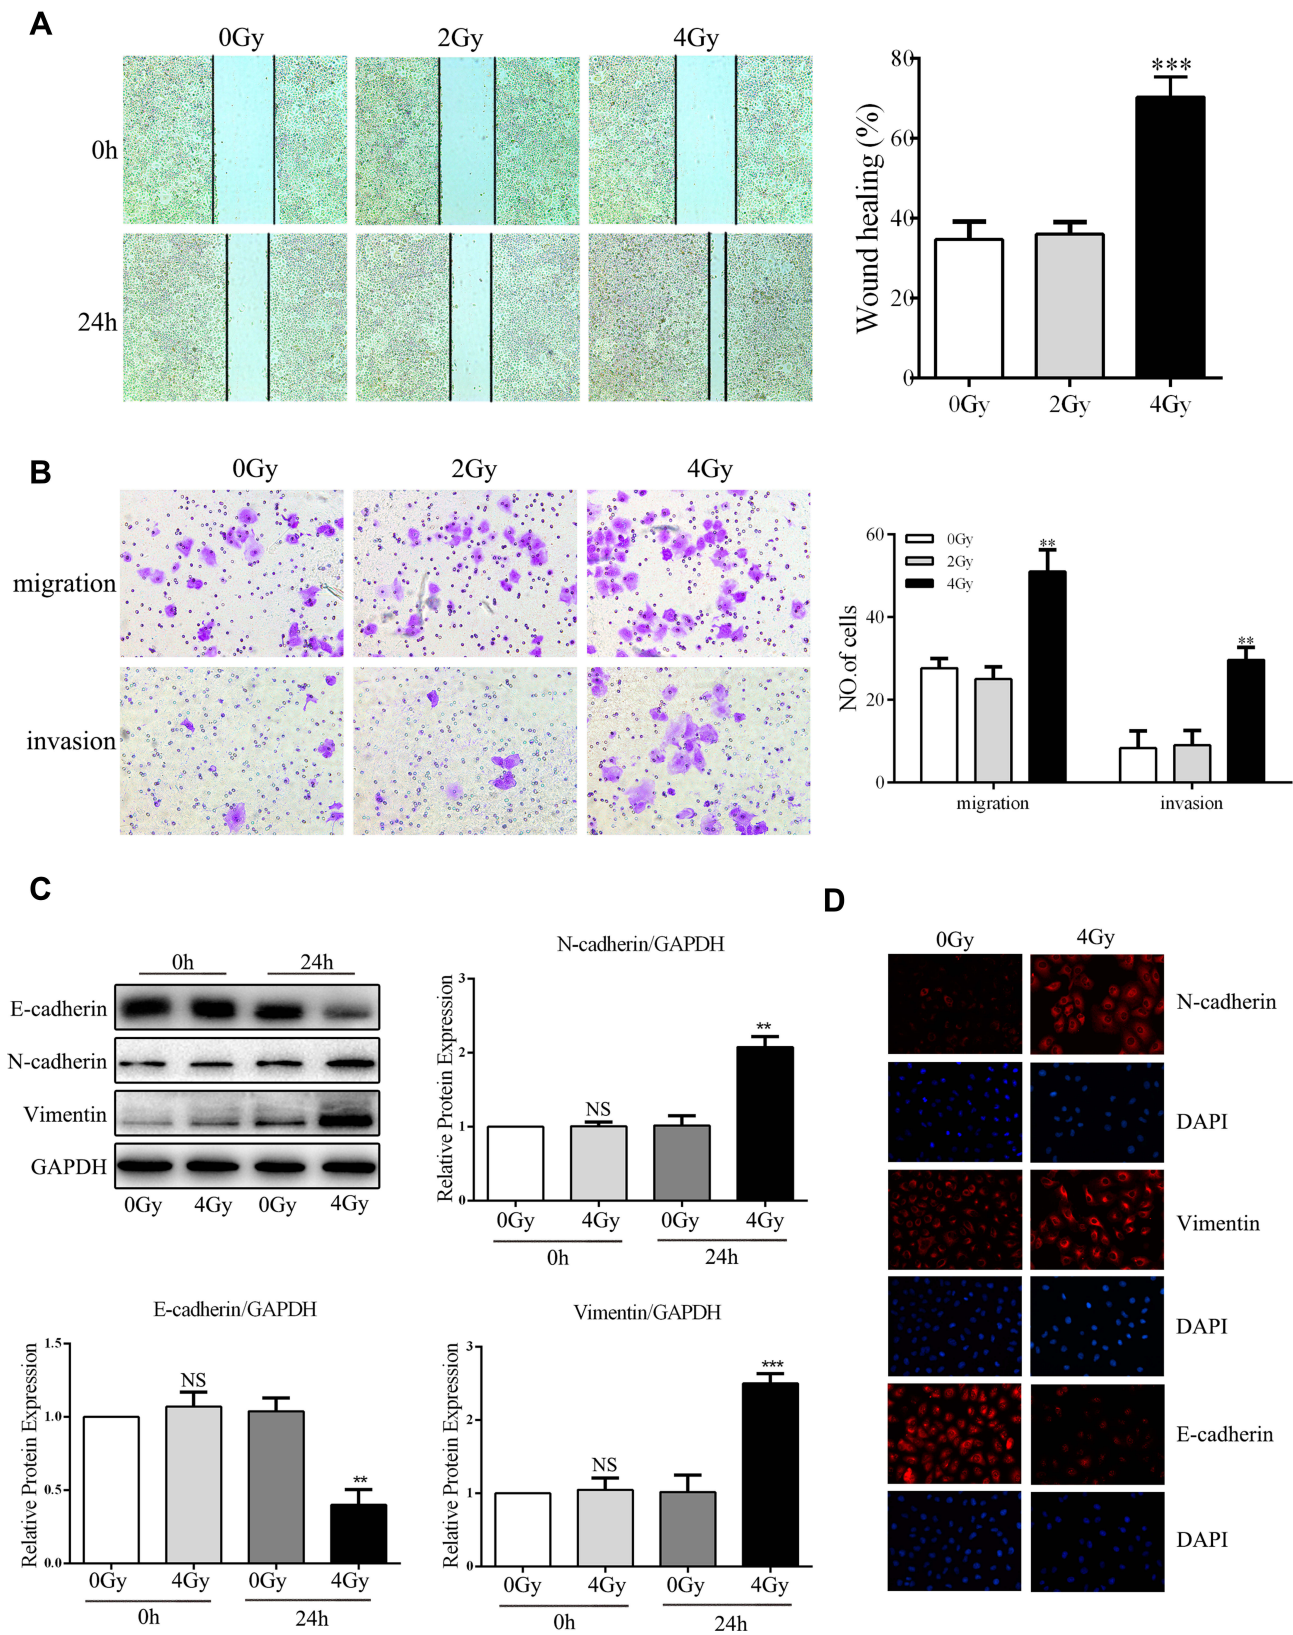 A
0Gy 2Gy 4Gy
0h
24h
Wound healing (%)
80
60
40
20
0
***
0Gy 2Gy 4Gy
B
0Gy 2Gy 4Gy
migration
invasion
NO.of cells
60
40
20
0
0Gy
2Gy
4Gy
**
**
migration invasion
C
0h 24h
E-cadherin
N-cadherin
Vimentin
GAPDH
0Gy 4Gy 0Gy 4Gy
N-cadherin/GAPDH
Relative Protein Expression
3
2
1
0
NS
**
0Gy 4Gy 0Gy 4Gy
0h 24h
E-cadherin/GAPDH
Relative Protein Expression
1.5
1.0
0.5
0.0
NS
**
0Gy 4Gy 0Gy 4Gy
0h 24h
Vimentin/GAPDH
Relative Protein Expression
3
2
1
0
NS
***
0Gy 4Gy 0Gy 4Gy
0h 24h
D
0Gy 4Gy
N-cadherin
DAPI
Vimentin
DAPI
E-cadherin
DAPI